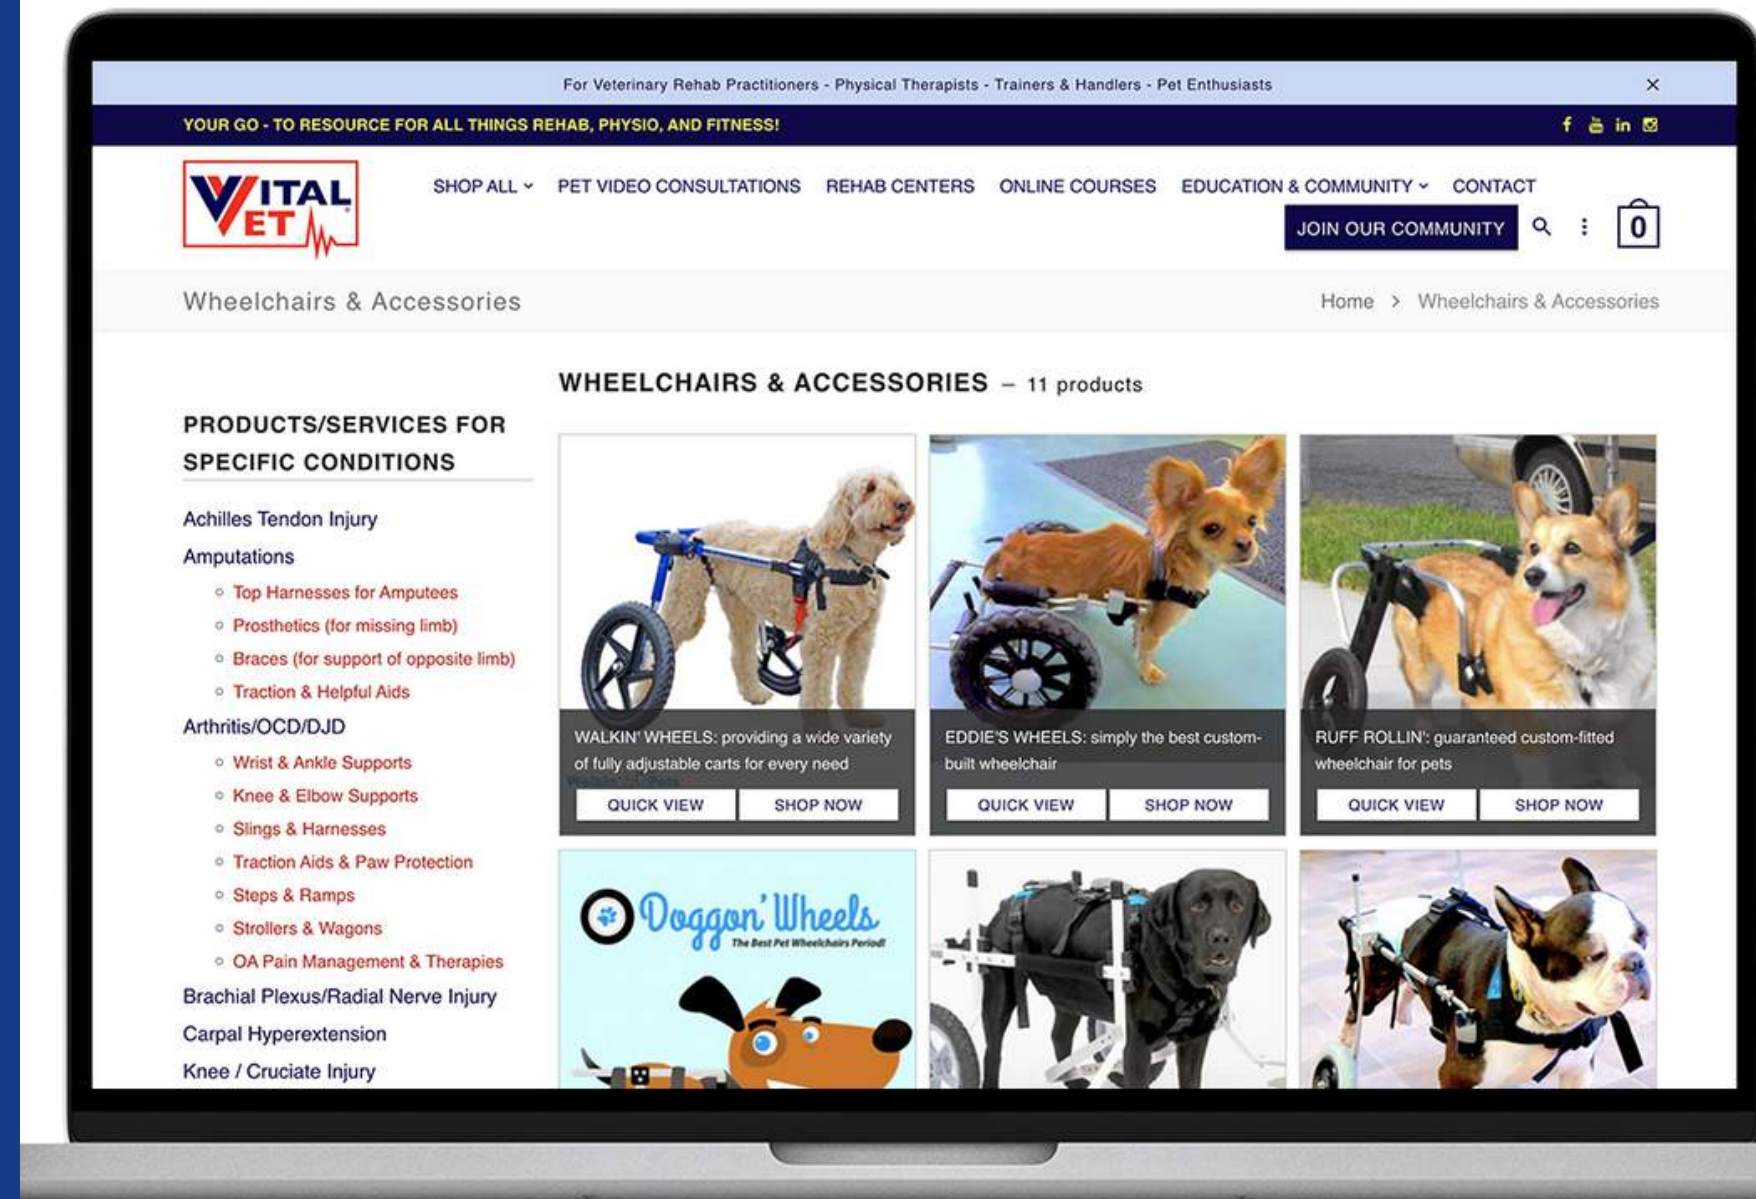 For Veterinary Rehab Practitioners - Physical Therapists - Trainers & Handlers - Pet Enthusiasts
YOUR GO - TO RESOURCE FOR ALL THINGS REHAB, PHYSIO, AND FITNESS!
VITAL
VET
SHOP ALL
PET VIDEO CONSULTATIONS
REHAB CENTERS
ONLINE COURSES
EDUCATION & COMMUNITY
CONTACT
JOIN OUR COMMUNITY
0
Wheelchairs & Accessories
Home > Wheelchairs & Accessories
PRODUCTS/SERVICES FOR
SPECIFIC CONDITIONS
Achilles Tendon Injury
Amputations
Top Harnesses for Amputees
Prosthetics (for missing limb)
Braces (for support of opposite limb)
Traction & Helpful Aids
Arthritis/OCD/DJD
Wrist & Ankle Supports
Knee & Elbow Supports
Slings & Harnesses
Traction Aids & Paw Protection
Steps & Ramps
Strollers & Wagons
OA Pain Management & Therapies
Brachial Plexus/Radial Nerve Injury
Carpal Hyperextension
Knee / Cruciate Injury
WHEELCHAIRS & ACCESSORIES – 11 products
WALKIN' WHEELS: providing a wide variety
of fully adjustable carts for every need
Walkin' Pets
QUICK VIEW
SHOP NOW
EDDIE'S WHEELS: simply the best custom-
built wheelchair
QUICK VIEW
SHOP NOW
RUFF ROLLIN': guaranteed custom-fitted
wheelchair for pets
QUICK VIEW
SHOP NOW
Doggon' Wheels
The Best Pet Wheelchairs Period!